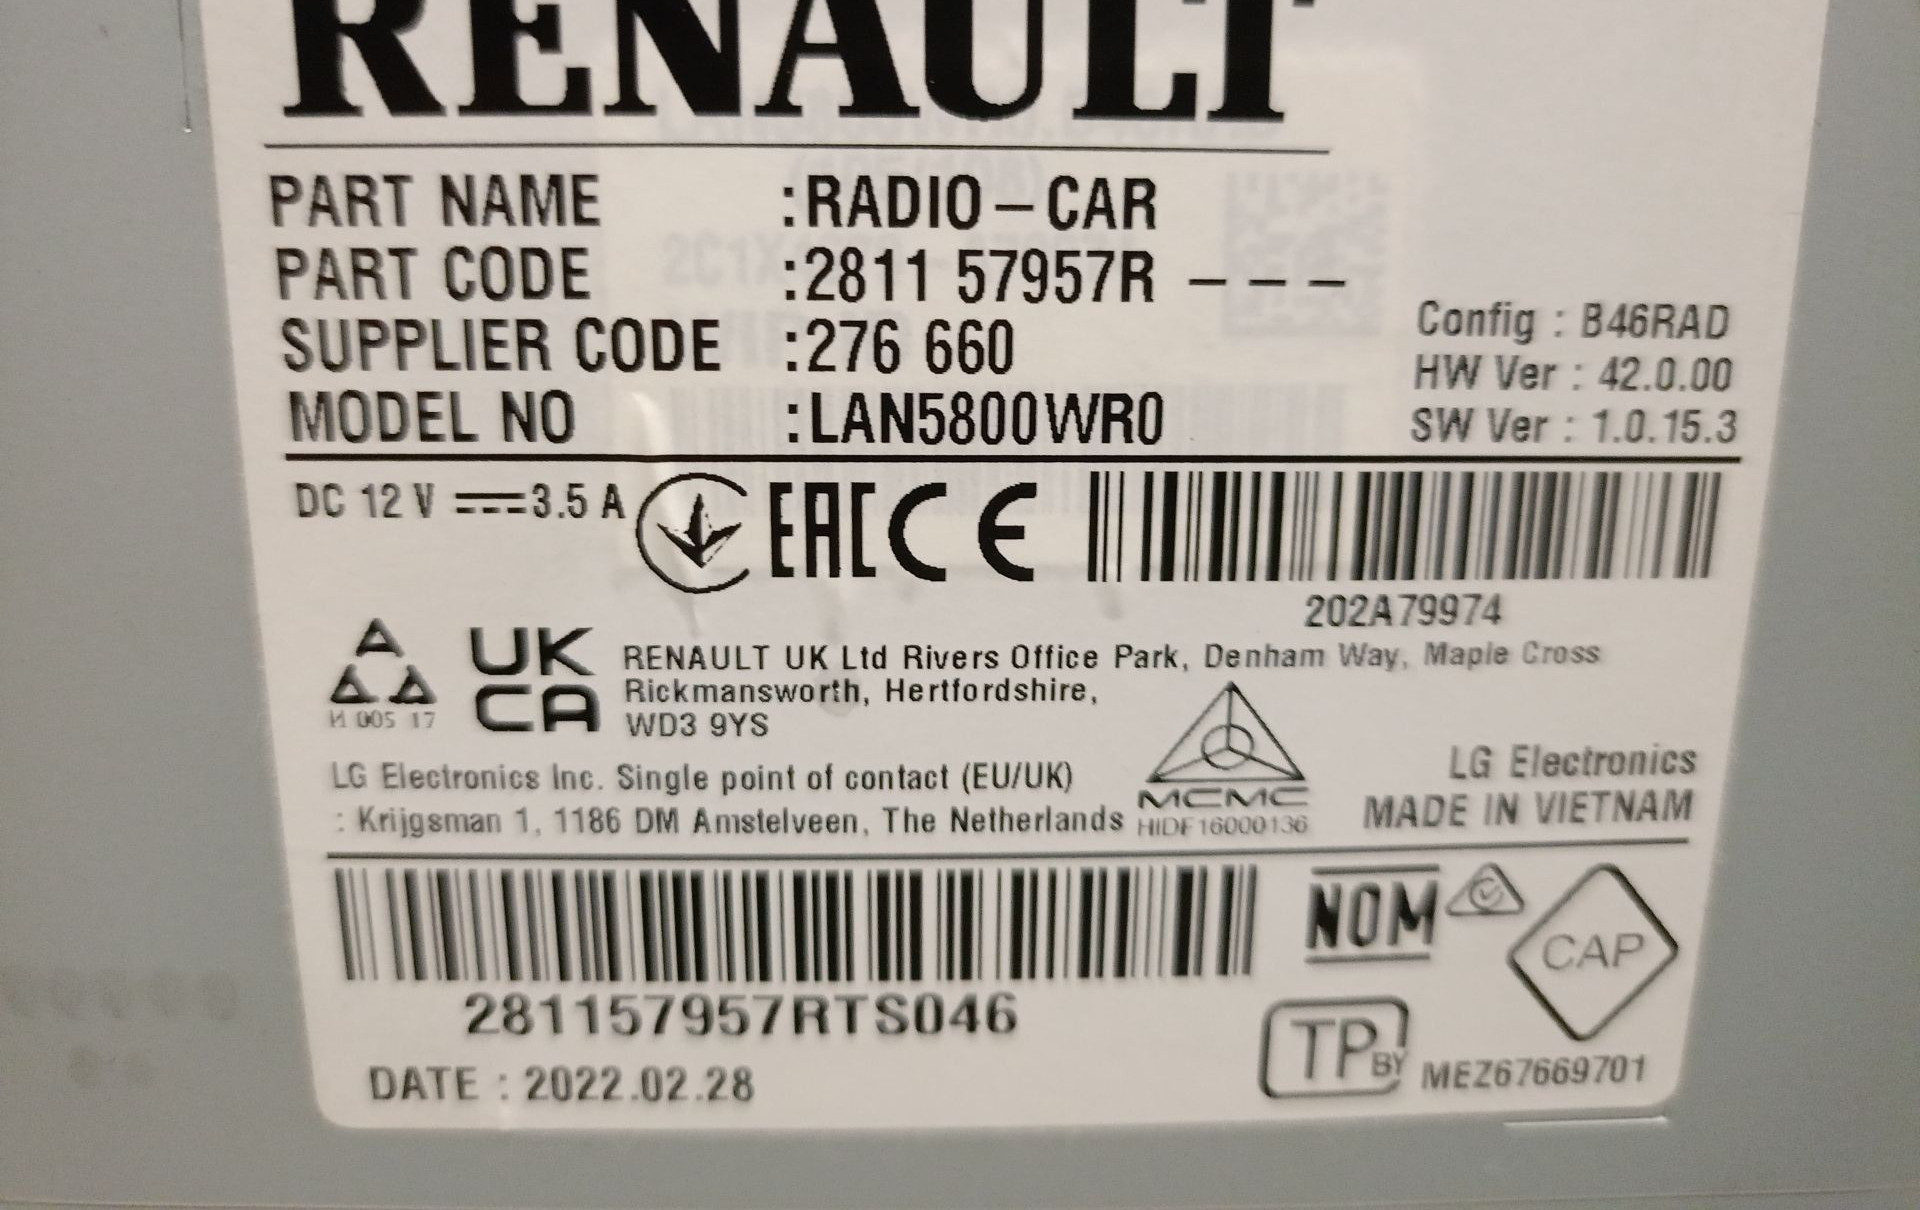 RENAULT
PART NAME :RADIO-CAR
PART CODE :2811 57957R - - -
SUPPLIER CODE :276 660
MODEL NO :LAN5800WR0
Config : B46RAD
HW Ver : 42.0.00
SW Ver : 1.0.15.3
DC 12 V 3.5 A EAC CE
202A79974
UK
CA
И 005 17
RENAULT UK Ltd Rivers Office Park, Denham Way, Maple Cross
Rickmansworth, Hertfordshire,
WD3 9YS
LG Electronics Inc. Single point of contact (EU/UK)
: Krijgsman 1, 1186 DM Amstelveen, The Netherlands
MCMC
HIDF16000136
LG Electronics
MADE IN VIETNAM
281157957RTS046
DATE : 2022.02.28
NOM
CAP
TP BY
MEZ67669701